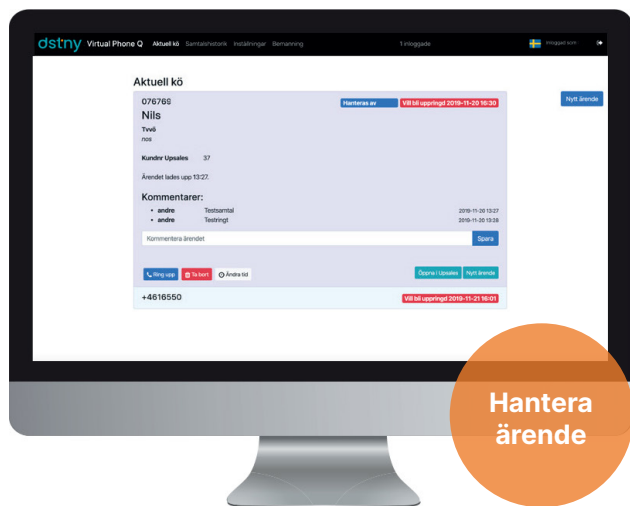 dstny Virtual Phone Q Aktuell kö Samtalshistorik Inställningar Bemanning 1 inloggade Inloggad som
Aktuell kö
Nytt ärende
076768 Hanteras av Vill bli uppringd 2019-11-20 16:30
Nils
Tvvö
nos
Kundnr Upsales 37
Ärendet lades upp 13:27.
Kommentarer:
• andre Testsamtal 2019-11-20 13:27
• andre Testringt 2019-11-20 13:28
Kommentera ärendet Spara
Ring upp Ta bort Ändra tid Öppna i Upsales Nytt ärende
+4616550 Vill bli uppringd 2019-11-21 16:01
Hantera
ärende